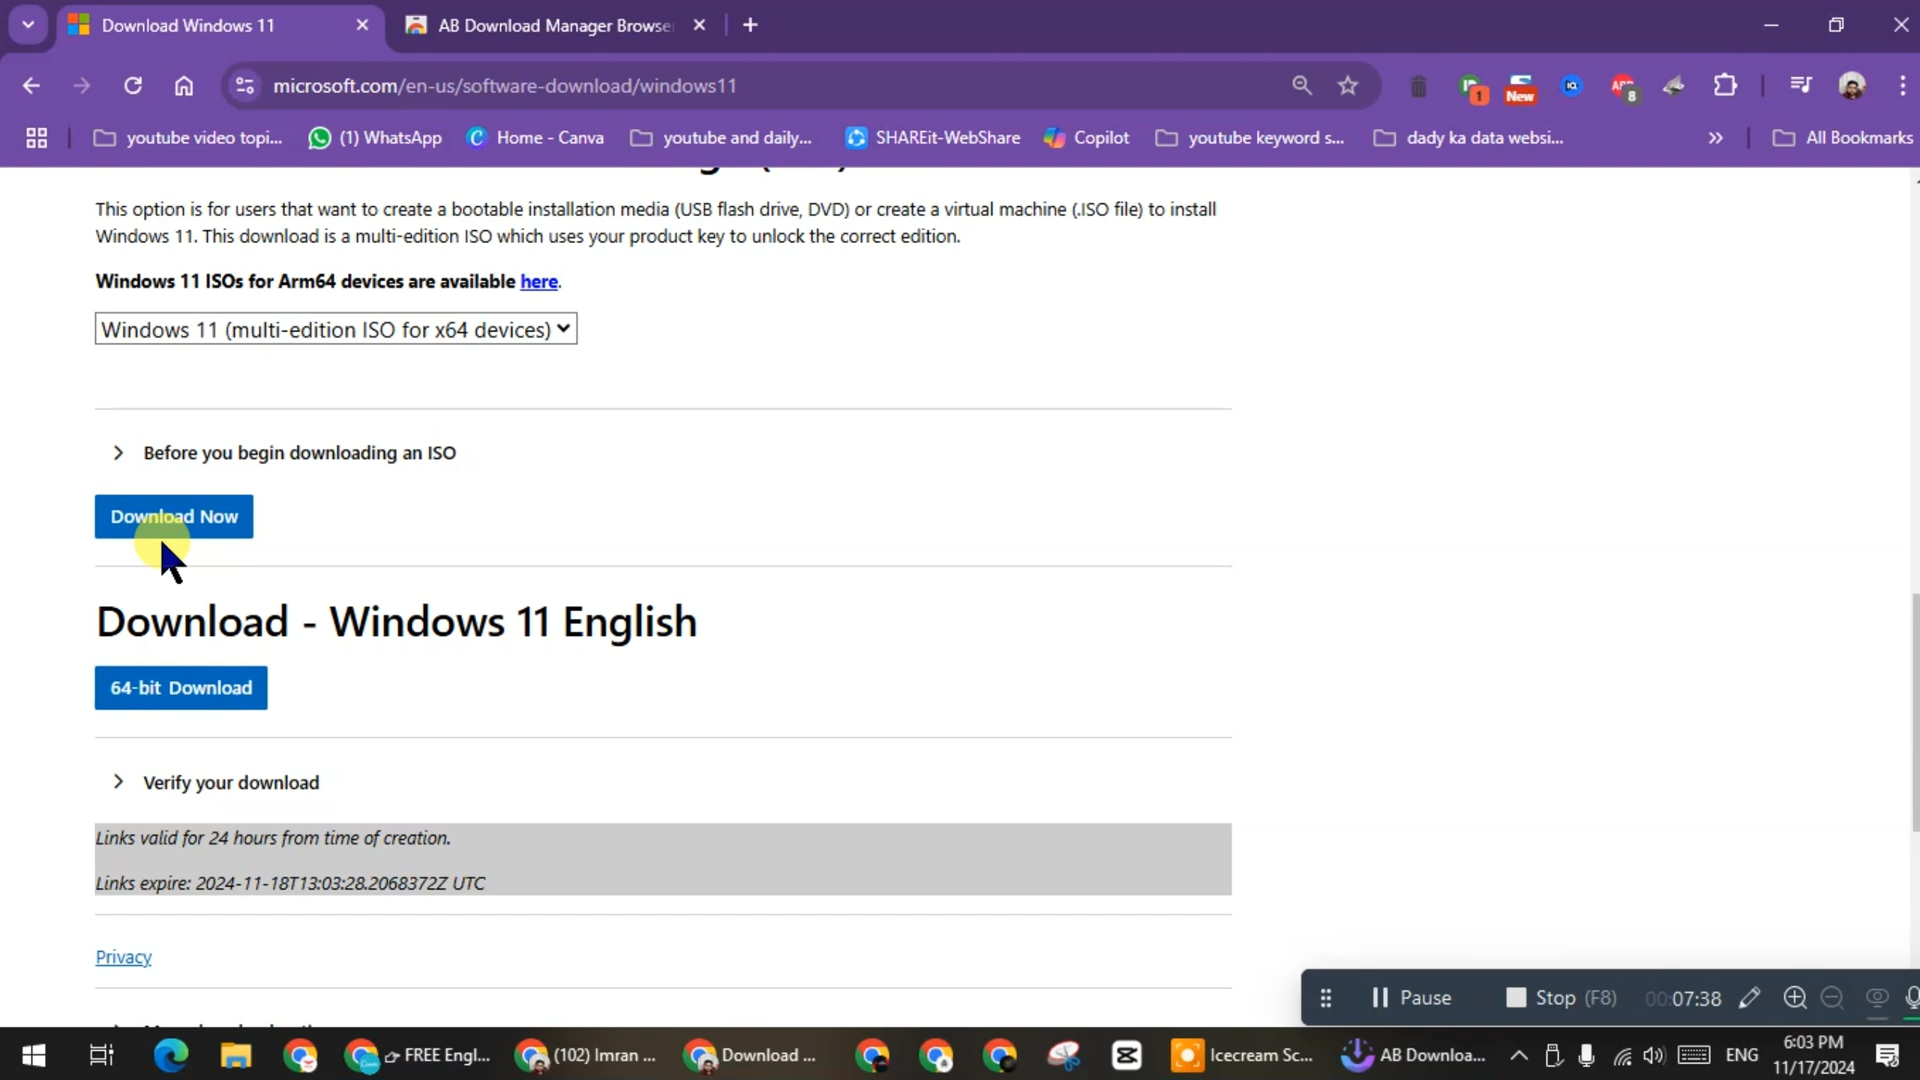 Download Windows 11
AB Download Manager Browse
microsoft.com/en-us/software-download/windows11
1
New
8
youtube video topi...
(1) WhatsApp
Home - Canva
youtube and daily...
SHAREit-WebShare
Copilot
youtube keyword s...
dady ka data websi...
All Bookmarks
This option is for users that want to create a bootable installation media (USB flash drive, DVD) or create a virtual machine (.ISO file) to install
Windows 11. This download is a multi-edition ISO which uses your product key to unlock the correct edition.
Windows 11 ISOs for Arm64 devices are available here.
Windows 11 (multi-edition ISO for x64 devices)
Before you begin downloading an ISO
Download Now
Download - Windows 11 English
64-bit Download
Verify your download
Links valid for 24 hours from time of creation.
Links expire: 2024-11-18T13:03:28.2068372Z UTC
Privacy
Pause
Stop (F8)
00:07:38
FREE Engl...
(102) Imran ...
Download ...
Icecream Sc...
AB Downloa...
ENG
6:03 PM
11/17/2024